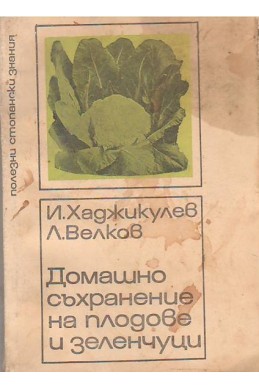 полезни стопански знания
И.Хаджикулев
Л.Велков
Домашно
съхранение
на плодове
и зеленчуци